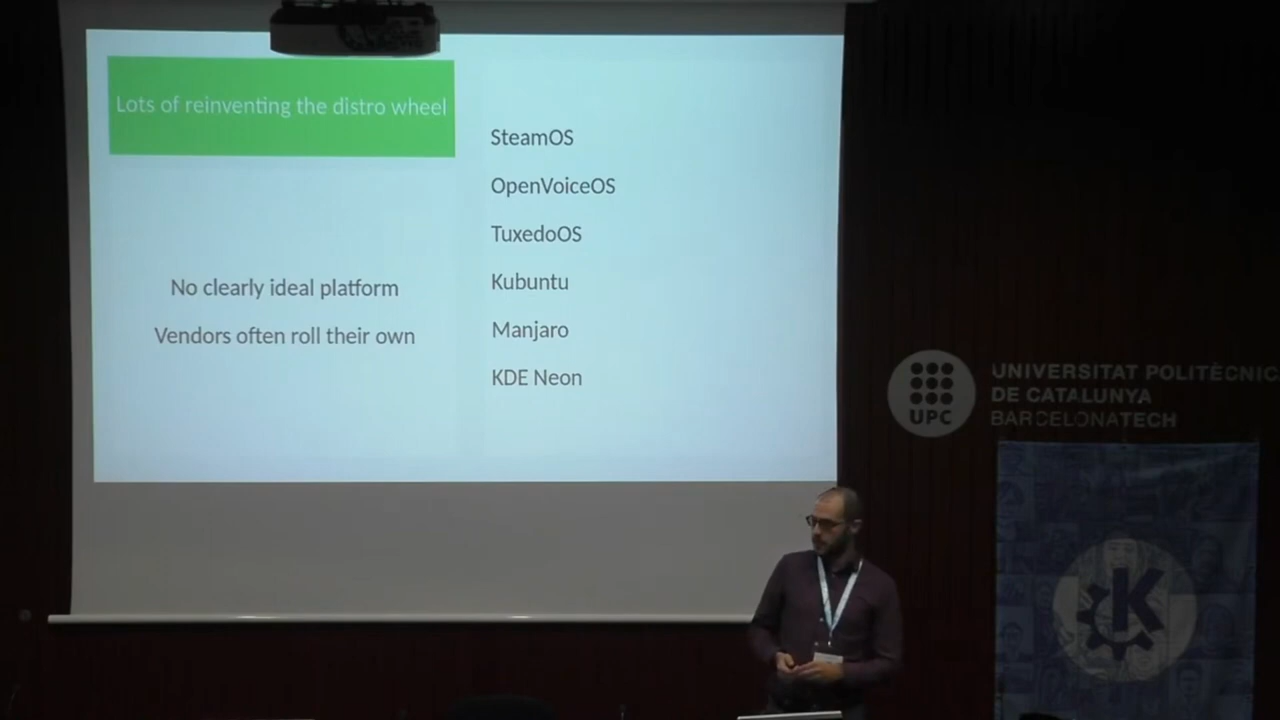 Lots of reinventing the distro wheel
No clearly ideal platform
Vendors often roll their own
SteamOS
OpenVoiceOS
TuxedoOS
Kubuntu
Manjaro
KDE Neon
UPC
UNIVERSITAT POLITÈCNIC
DE CATALUNYA
BARCELONATECH
K